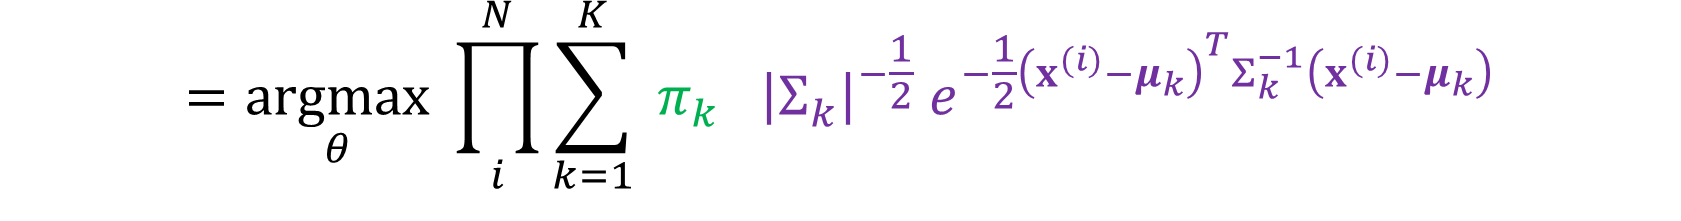 = argmax_θ ∏_i^N ∑_{k=1}^K π_k |Σ_k|^{-1/2} e^{-1/2(x^{(i)}-μ_k)^T Σ_k^{-1}(x^{(i)}-μ_k)}